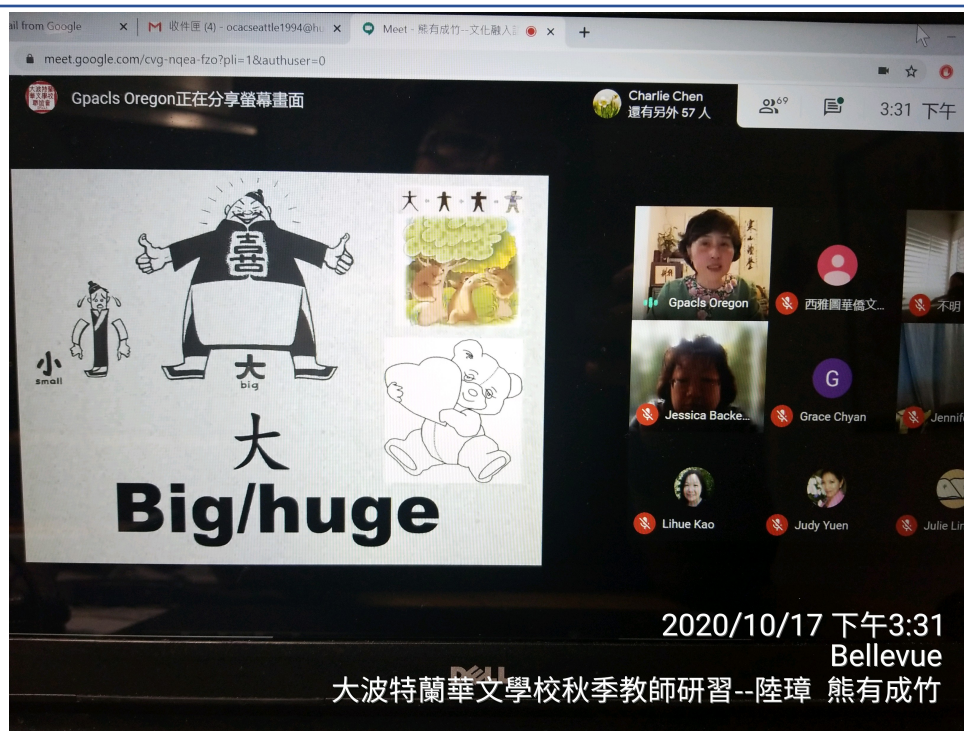 ail from Google
收件匣 (4) - ocacseattle1994@hu
Meet - 熊有成竹--文化融入
meet.google.com/cvg-nqea-fzo?pli=1&authuser=0
Gpacls Oregon正在分享螢幕畫面
Charlie Chen
還有另外 57 人
69
3:31 下午
喜
小
small
大
big
大
Big/huge
Gpacls Oregon
西雅圖華僑文...
不明
Jessica Backe...
G
Grace Chyan
Jennife
Lihue Kao
Judy Yuen
Julie Lin
DELL
2020/10/17 下午3:31
Bellevue
大波特蘭華文學校秋季教師研習--陸璋 熊有成竹